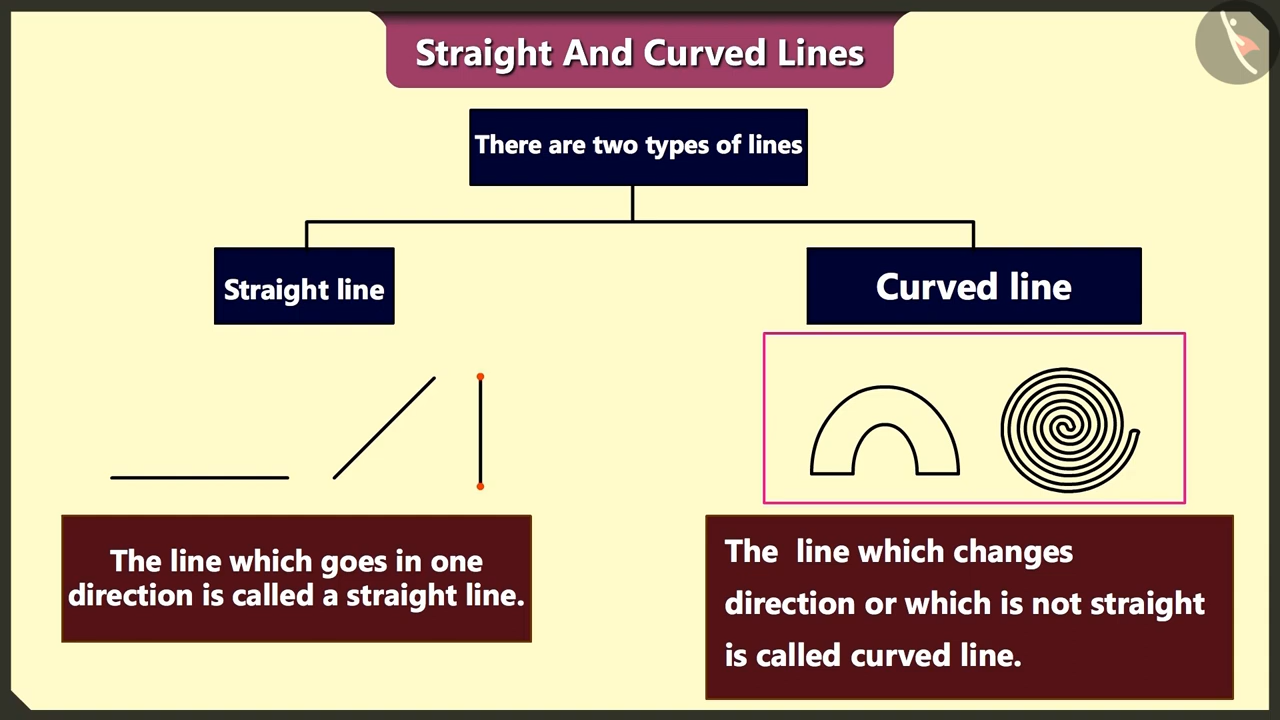 Straight And Curved Lines
There are two types of lines
Straight line
Curved line
The line which goes in one
direction is called a straight line.
The line which changes
direction or which is not straight
is called curved line.